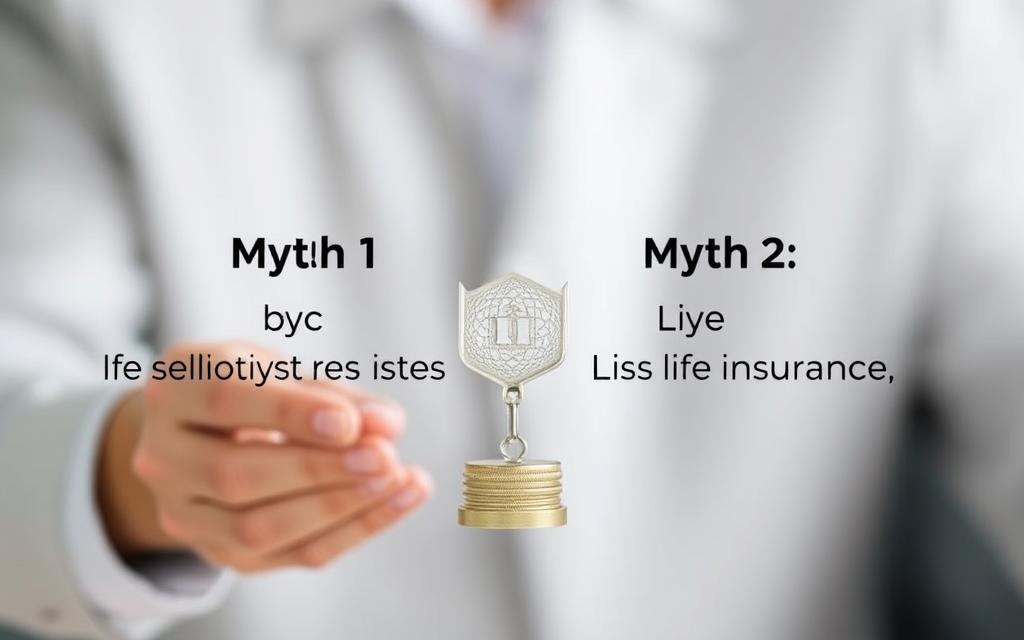 Myth 1
byc
lfe selliotiyst res istes
Myth 2:
Liye
Liss life insurance,